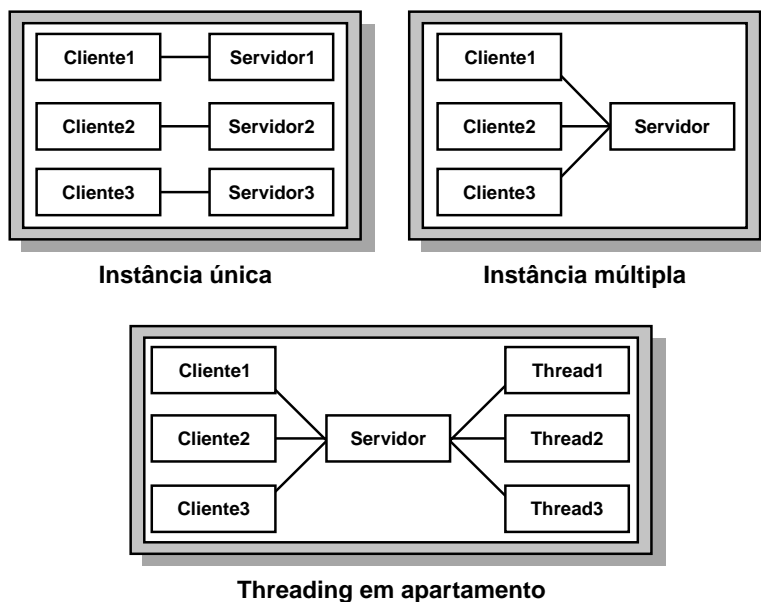 Cliente1
Servidor1
Cliente2
Servidor2
Cliente3
Servidor3
Instância única
Cliente1
Cliente2
Servidor
Cliente3
Instância múltipla
Cliente1
Thread1
Cliente2
Servidor
Thread2
Cliente3
Thread3
Threading em apartamento